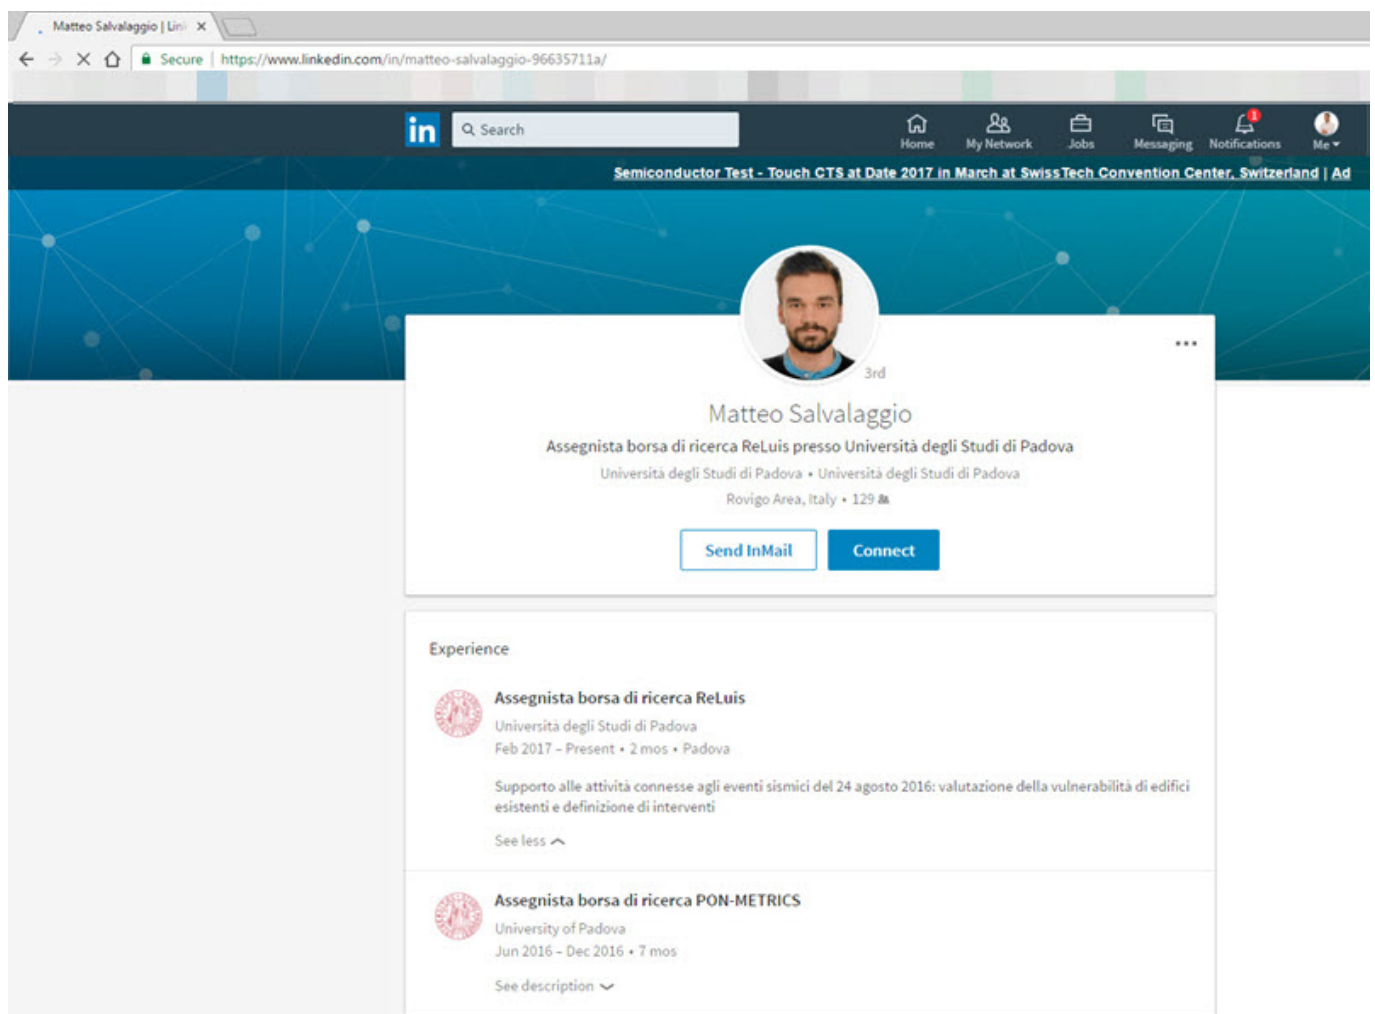 Matteo Salvalaggio | Lin
Secure | https://www.linkedin.com/in/matteo-salvalaggio-96635711a/
in
Search
Home
My Network
Jobs
Messaging
1
Notifications
Me
Semiconductor Test - Touch CTS at Date 2017 in March at SwissTech Convention Center, Switzerland | Ad
3rd
Matteo Salvalaggio
Assegnista borsa di ricerca ReLuis presso Università degli Studi di Padova
Università degli Studi di Padova • Università degli Studi di Padova
Rovigo Area, Italy • 129
Send InMail
Connect
Experience
Assegnista borsa di ricerca ReLuis
Università degli Studi di Padova
Feb 2017 – Present • 2 mos • Padova
Supporto alle attività connesse agli eventi sismici del 24 agosto 2016: valutazione della vulnerabilità di edifici
esistenti e definizione di interventi
See less
Assegnista borsa di ricerca PON-METRICS
University of Padova
Jun 2016 – Dec 2016 • 7 mos
See description